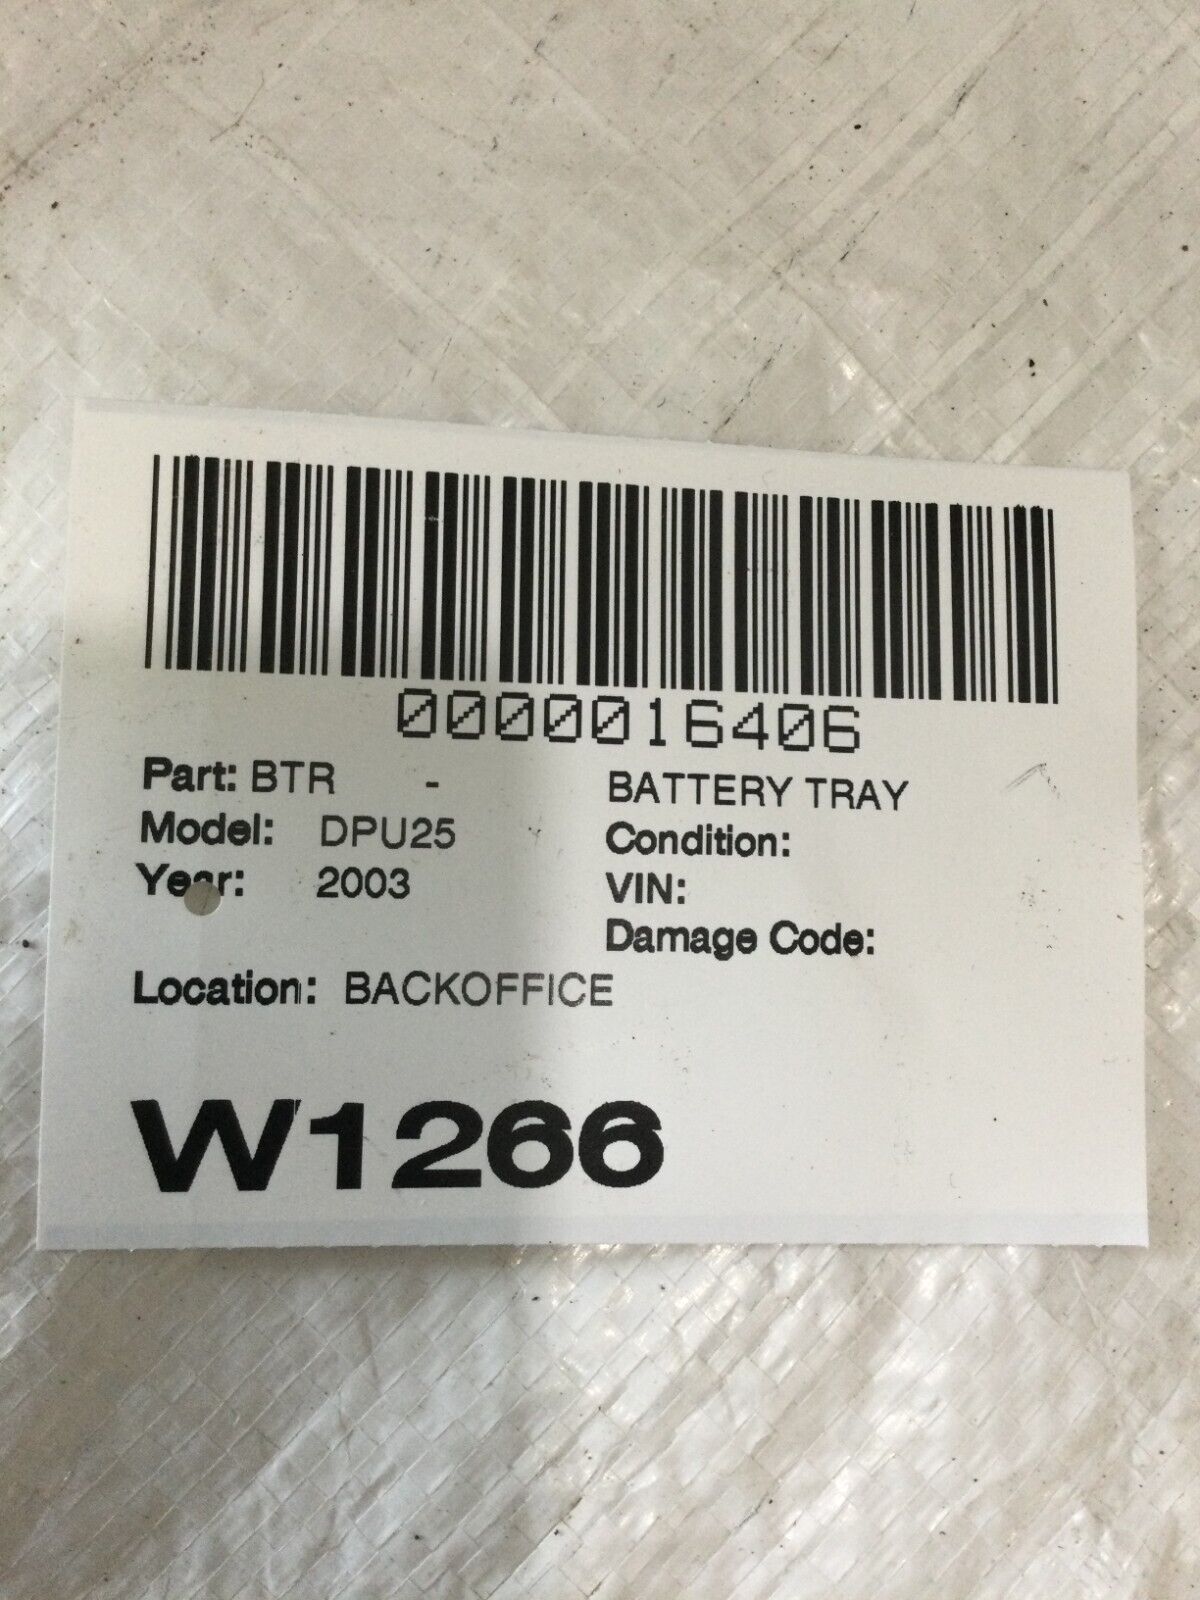 0000016406
Part: BTR - BATTERY TRAY
Model: DPU25 Condition:
Year: 2003 VIN:
Damage Code:
Location: BACKOFFICE
W1266